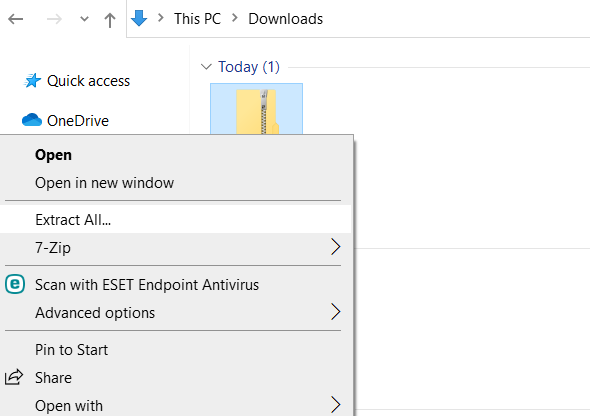 This PC
Downloads
Today (1)
Quick access
OneDrive
Open
Open in new window
Extract All...
7-Zip
Scan with ESET Endpoint Antivirus
Advanced options
Pin to Start
Share
Open with